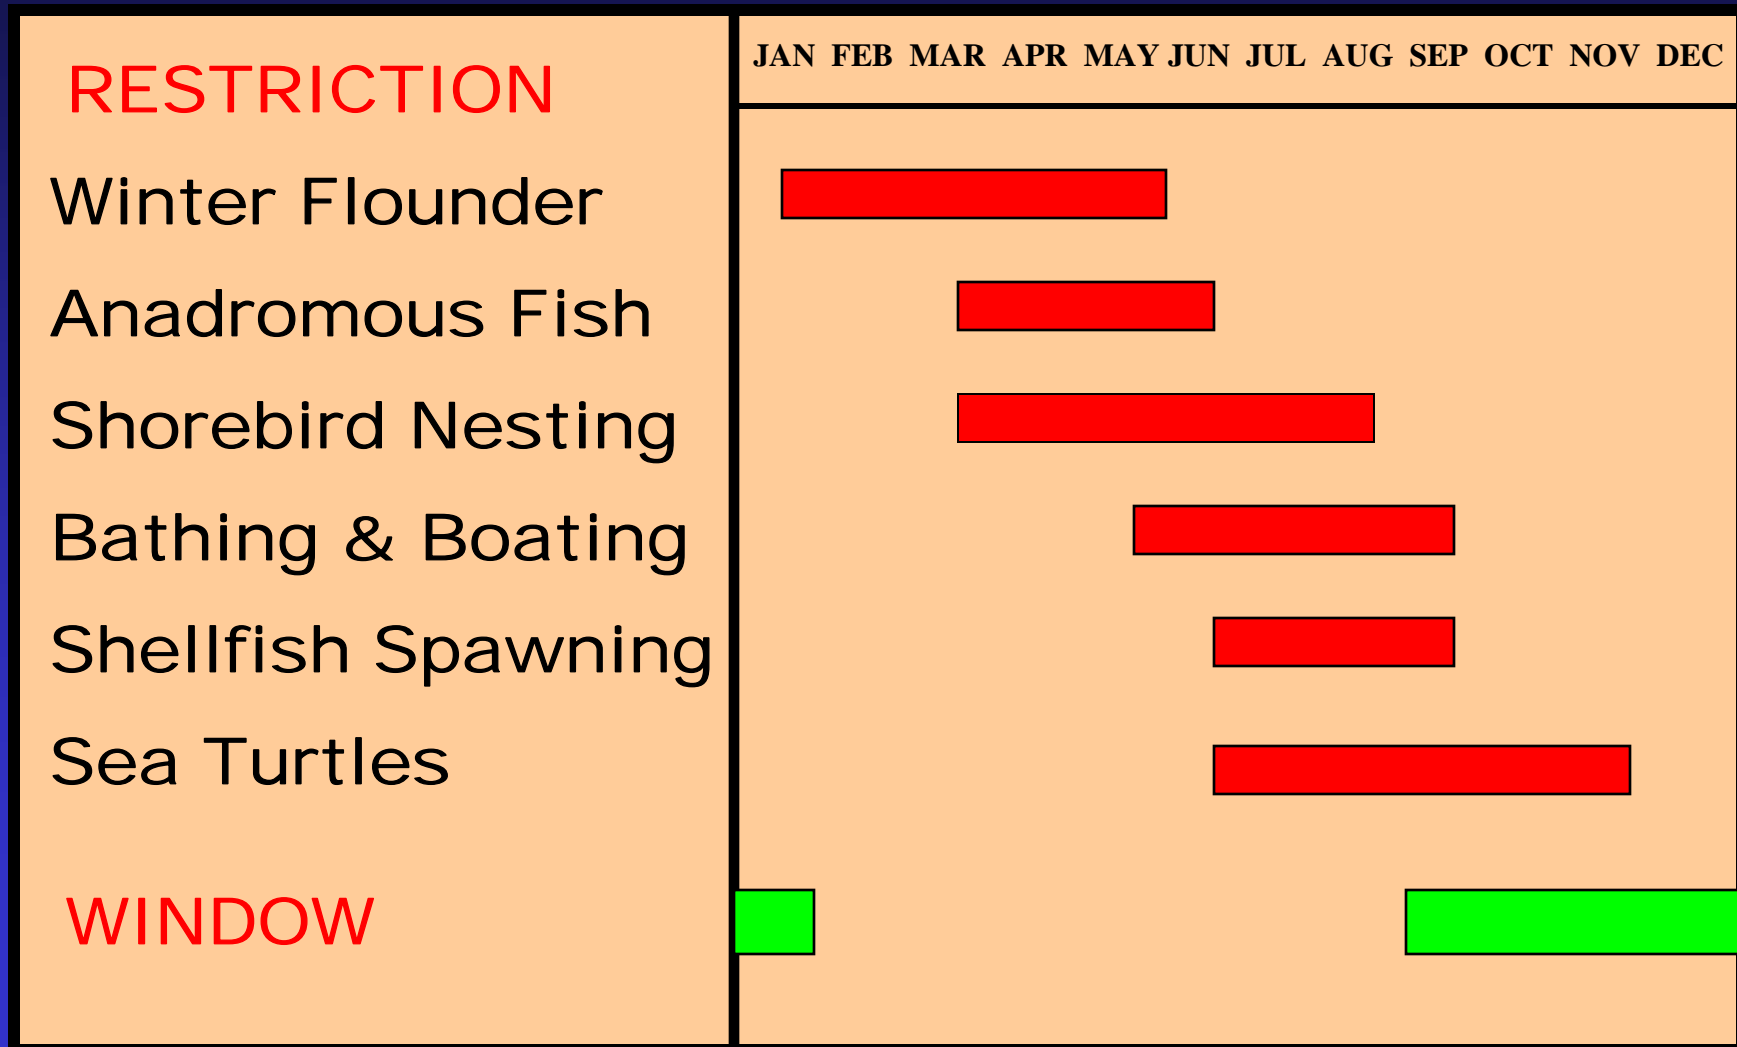 JAN FEB MAR APR MAY JUN JUL AUG SEP OCT NOV DEC
RESTRICTION
Winter Flounder
Anadromous Fish
Shorebird Nesting
Bathing & Boating
Shellfish Spawning
Sea Turtles
WINDOW